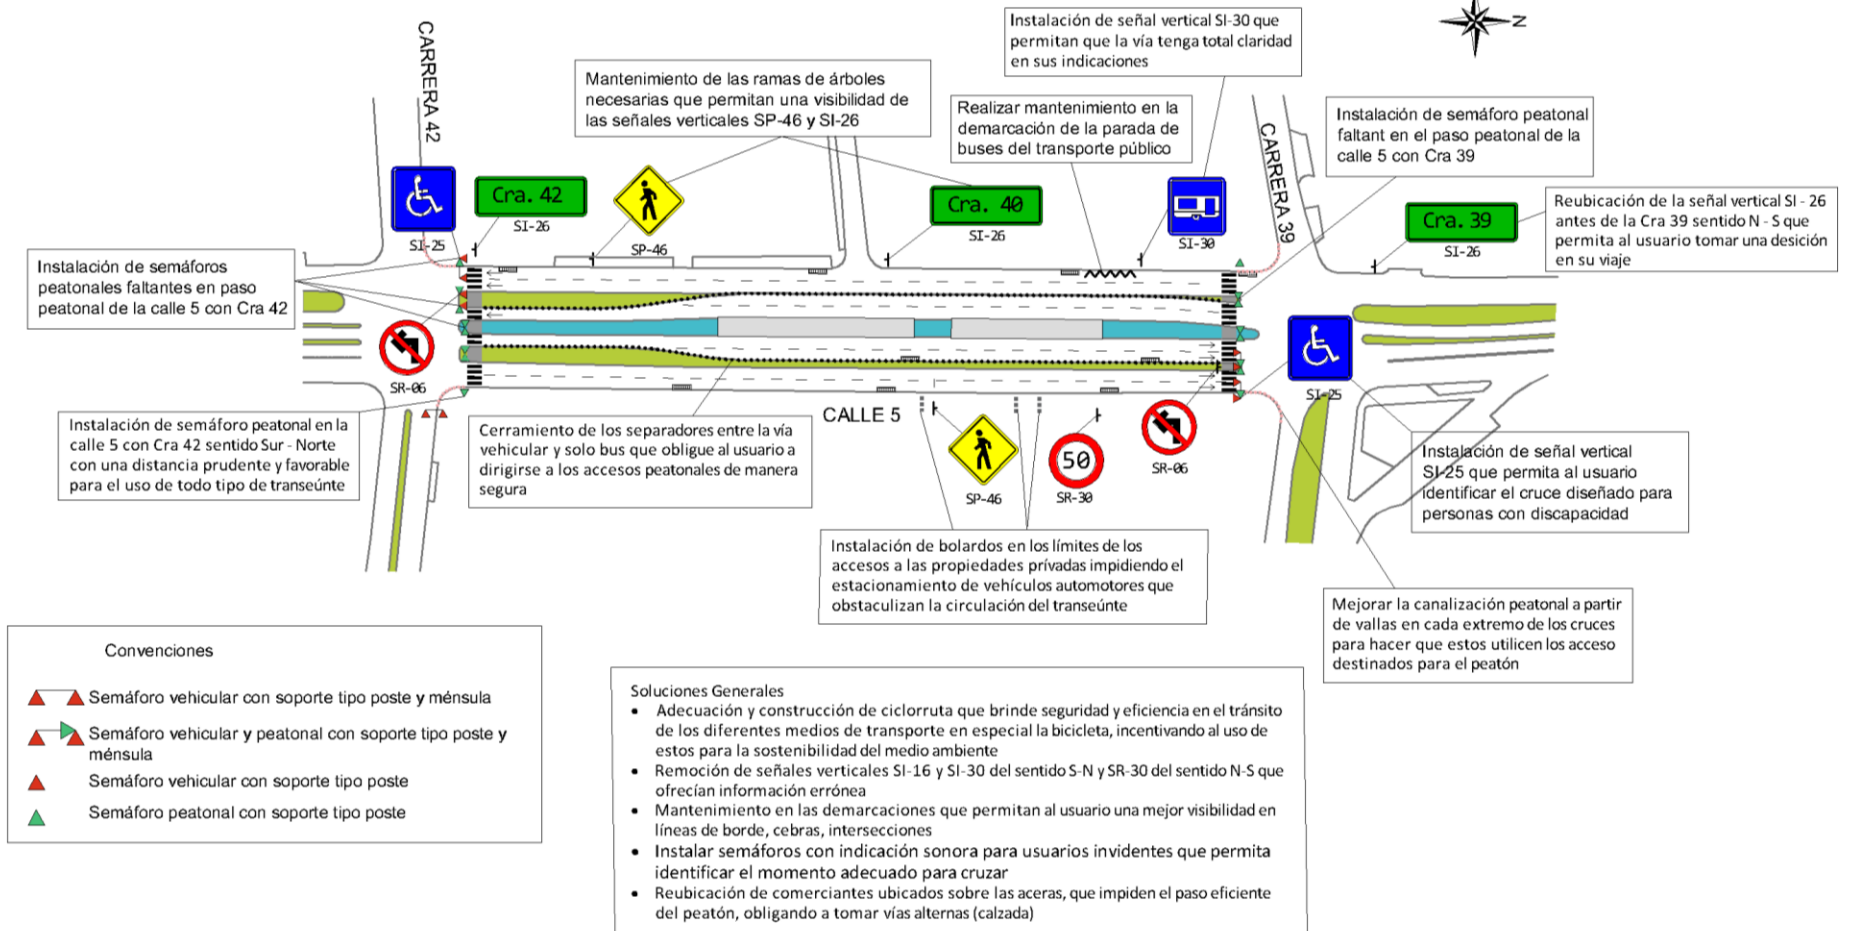 Instalación de señal vertical SI-30 que
permitan que la vía tenga total claridad
en sus indicaciones
N
CARRERA 42
Mantenimiento de las ramas de árboles
necesarias que permitan una visibilidad de
las señales verticales SP-46 y SI-26
Realizar mantenimiento en la
demarcación de la parada de
buses del transporte público
CARRERA 39
Instalación de semáforo peatonal
faltant en el paso peatonal de la
calle 5 con Cra 39
Cra. 42
SI-26
SI-25
SP-46
Cra. 40
SI-26
SI-30
Cra. 39
SI-26
Reubicación de la señal vertical SI - 26
antes de la Cra 39 sentido N - S que
permita al usuario tomar una desición
en su viaje
Instalación de semáforos
peatonales faltantes en paso
peatonal de la calle 5 con Cra 42
SR-06
SI-25
Instalación de semáforo peatonal en la
calle 5 con Cra 42 sentido Sur - Norte
con una distancia prudente y favorable
para el uso de todo tipo de transeúnte
Cerramiento de los separadores entre la vía
vehicular y solo bus que obligue al usuario a
dirigirse a los accesos peatonales de manera
segura
CALLE 5
SP-46
50
SR-30
SR-06
Instalación de señal vertical
SI-25 que permita al usuario
identificar el cruce diseñado para
personas con discapacidad
Instalación de bolardos en los límites de los
accesos a las propiedades prívadas impidiendo el
estacionamiento de vehículos automotores que
obstaculizan la circulación del transeúnte
Mejorar la canalización peatonal a partir
de vallas en cada extremo de los cruces
para hacer que estos utilicen los acceso
destinados para el peatón
Convenciones
Semáforo vehicular con soporte tipo poste y ménsula
Semáforo vehicular y peatonal con soporte tipo poste y
ménsula
Semáforo vehicular con soporte tipo poste
Semáforo peatonal con soporte tipo poste
Soluciones Generales
• Adecuación y construcción de ciclorruta que brinde seguridad y eficiencia en el tránsito
de los diferentes medios de transporte en especial la bicicleta, incentivando al uso de
estos para la sostenibilidad del medio ambiente
• Remoción de señales verticales SI-16 y SI-30 del sentido S-N y SR-30 del sentido N-S que
ofrecían información errónea
• Mantenimiento en las demarcaciones que permitan al usuario una mejor visibilidad en
líneas de borde, cebras, intersecciones
• Instalar semáforos con indicación sonora para usuarios invidentes que permita
identificar el momento adecuado para cruzar
• Reubicación de comerciantes ubicados sobre las aceras, que impiden el paso eficiente
del peatón, obligando a tomar vías alternas (calzada)